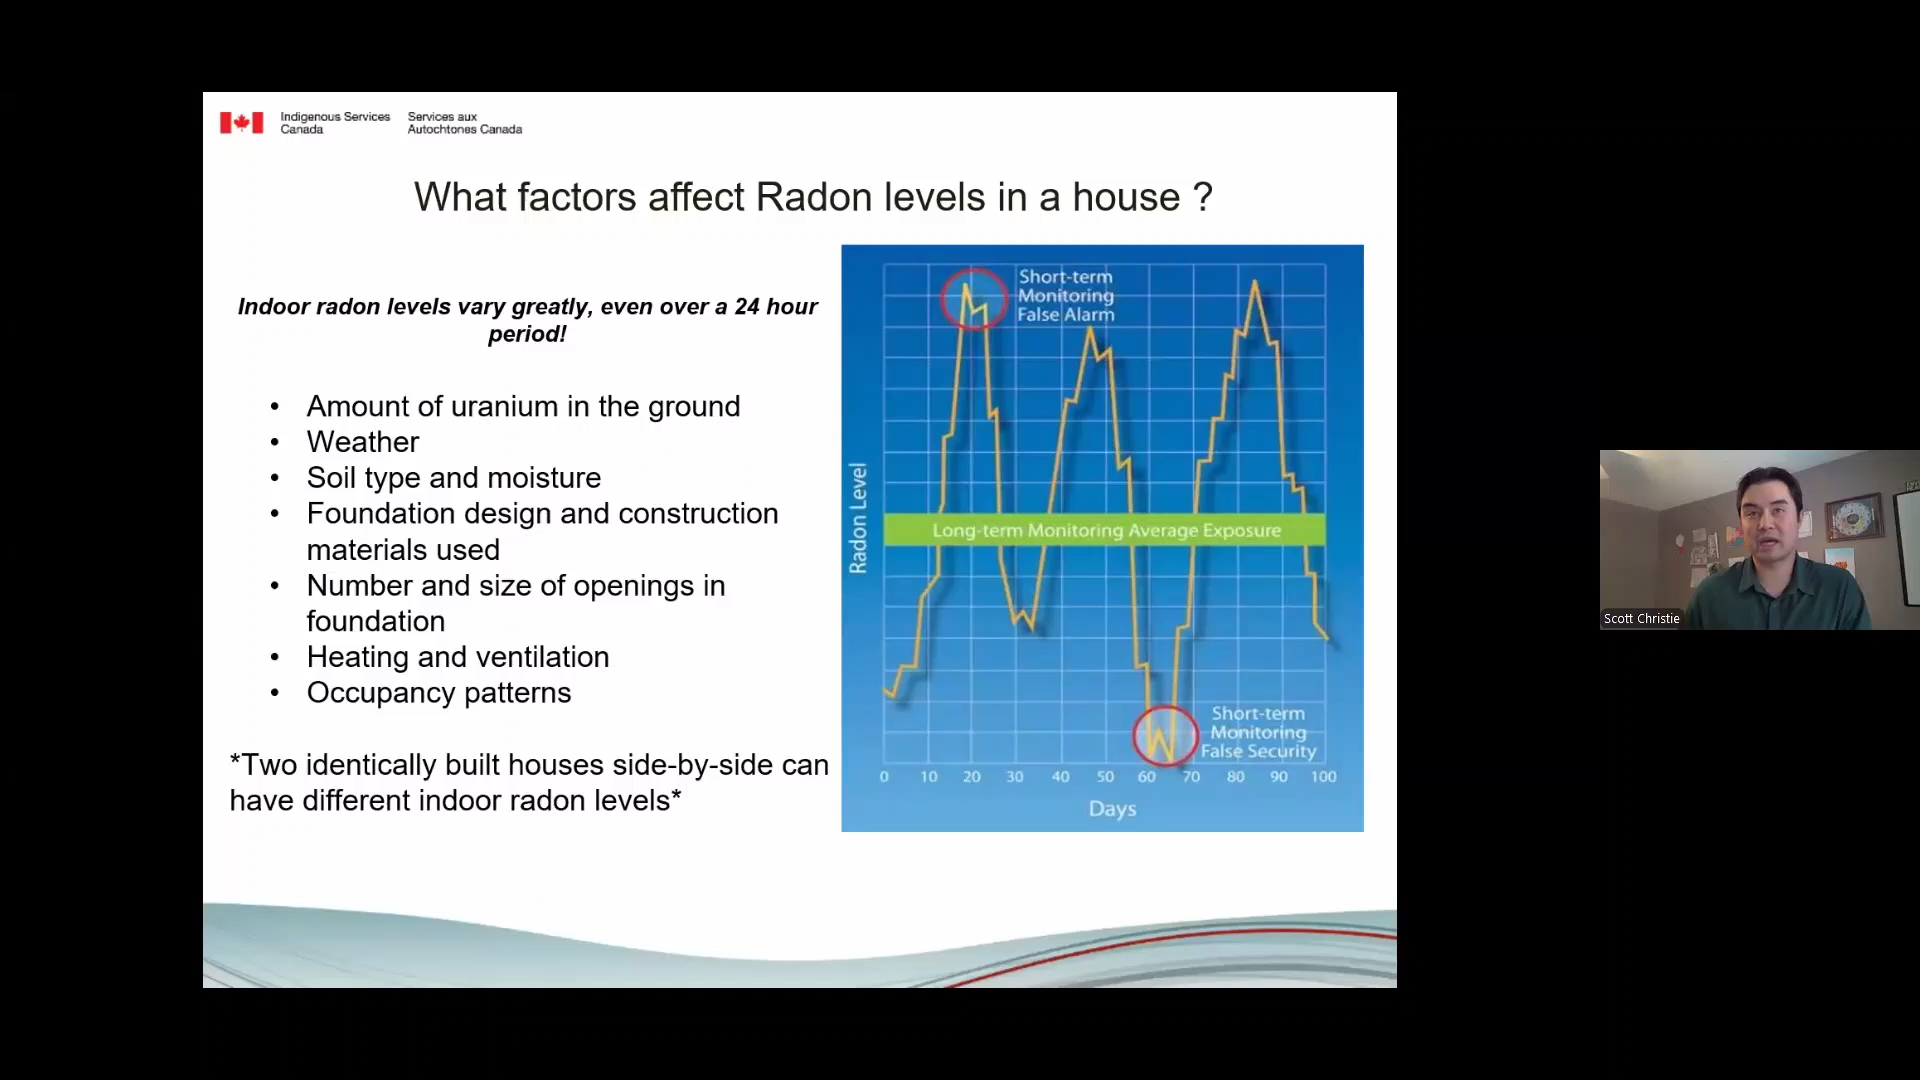 Indigenous Services
Canada
Services aux
Autochtones Canada
What factors affect Radon levels in a house ?
Indoor radon levels vary greatly, even over a 24 hour
period!
• Amount of uranium in the ground
• Weather
• Soil type and moisture
• Foundation design and construction
materials used
• Number and size of openings in
foundation
• Heating and ventilation
• Occupancy patterns
*Two identically built houses side-by-side can
have different indoor radon levels*
Short-term
Monitoring
False Alarm
Radon Level
Long-term Monitoring Average Exposure
Short-term
Monitoring
False Security
0 10 20 30 40 50 60 70 80 90 100
Days
Scott Christie